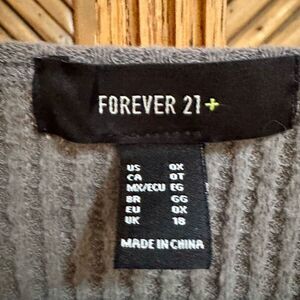 FOREVER 21+
US 0X
CA 0T
MX/ECU EG
BR GG
EU 0X
UK 18
MADE IN CHINA